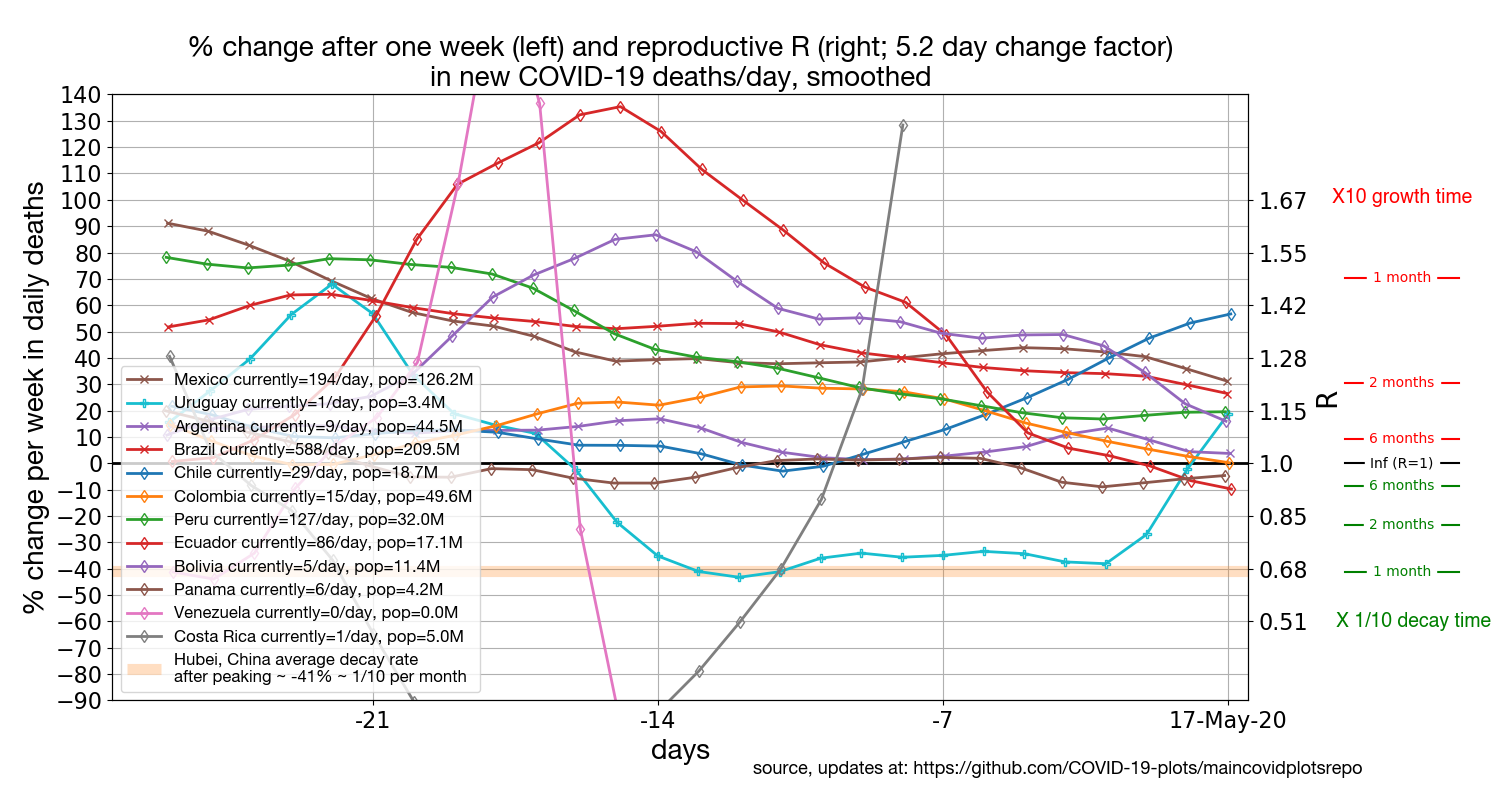 % change after one week (left) and reproductive R (right; 5.2 day change factor)
in new COVID-19 deaths/day, smoothed
% change per week in daily deaths
140
130
120
110
100
90
80
70
60
50
40
30
20
10
0
−10
−20
−30
−40
−50
−60
−70
−80
−90
Mexico currently=194/day, pop=126.2M
Uruguay currently=1/day, pop=3.4M
Argentina currently=9/day, pop=44.5M
Brazil currently=588/day, pop=209.5M
Chile currently=29/day, pop=18.7M
Colombia currently=15/day, pop=49.6M
Peru currently=127/day, pop=32.0M
Ecuador currently=86/day, pop=17.1M
Bolivia currently=5/day, pop=11.4M
Panama currently=6/day, pop=4.2M
Venezuela currently=0/day, pop=0.0M
Costa Rica currently=1/day, pop=5.0M
Hubei, China average decay rate
after peaking ~ -41% ~ 1/10 per month
-21
-14
-7
17-May-20
days
1.67
1.55
1.42
1.28
1.15
1.0
0.85
0.68
0.51
R
X10 growth time
1 month
2 months
6 months
Inf (R=1)
6 months
2 months
1 month
X 1/10 decay time
source, updates at: https://github.com/COVID-19-plots/maincovidplotsrepo